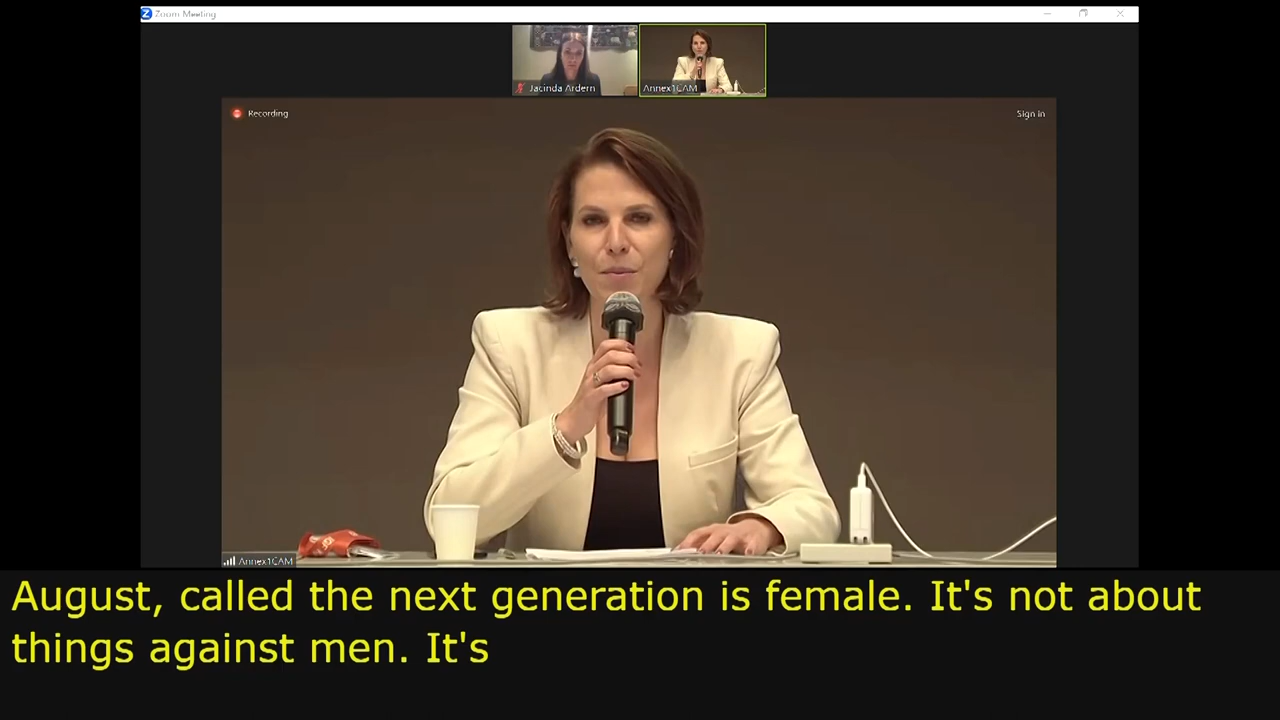 Zoom Meeting
Jacinda Ardern
Annex1CAM
Recording
Sign in
Annex1CAM
August, called the next generation is female. It's not about
things against men. It's